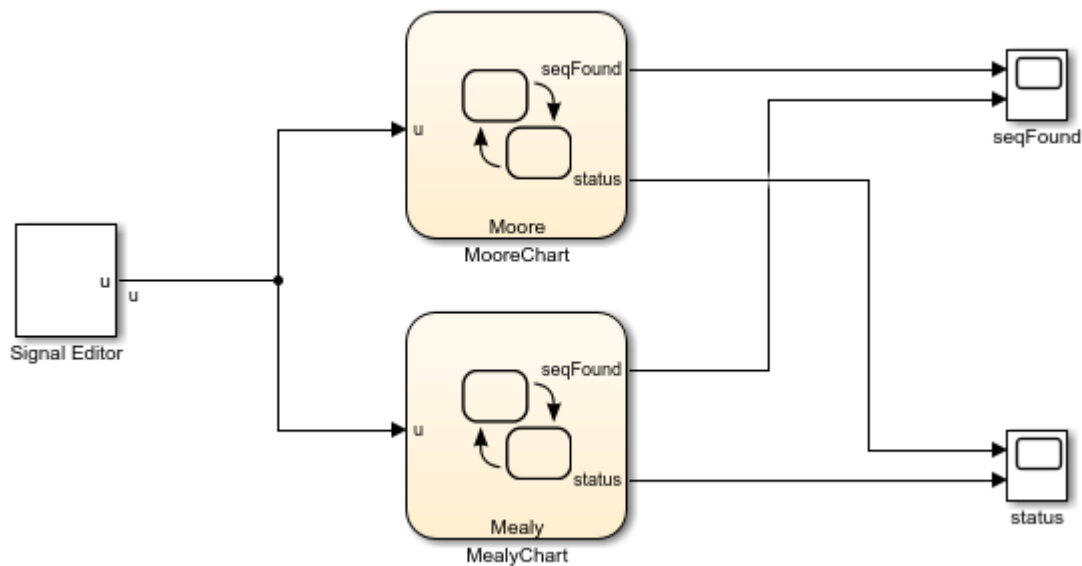 seqFound
u
status
Moore
MooreChart
seqFound
u
u
Signal Editor
seqFound
u
status
Mealy
MealyChart
status